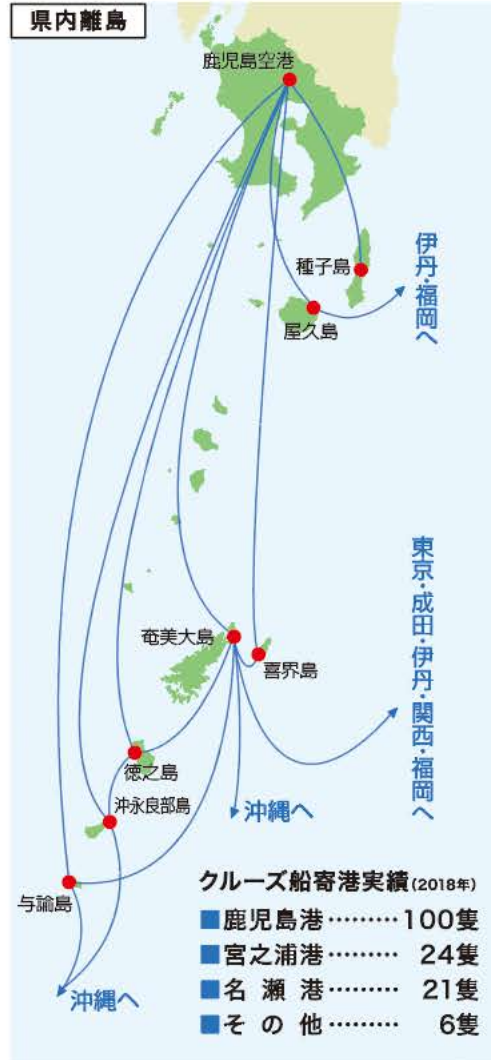 県内離島
鹿児島空港
種子島
屋久島
伊丹・福岡へ
奄美大島
喜界島
東京・成田・伊丹・関西・福岡へ
徳之島
沖永良部島
沖縄へ
与論島
沖縄へ
クルーズ船寄港実績(2018年)
■鹿児島港………100隻
■宮之浦港……… 24隻
■名瀬港……… 21隻
■その他……… 6隻